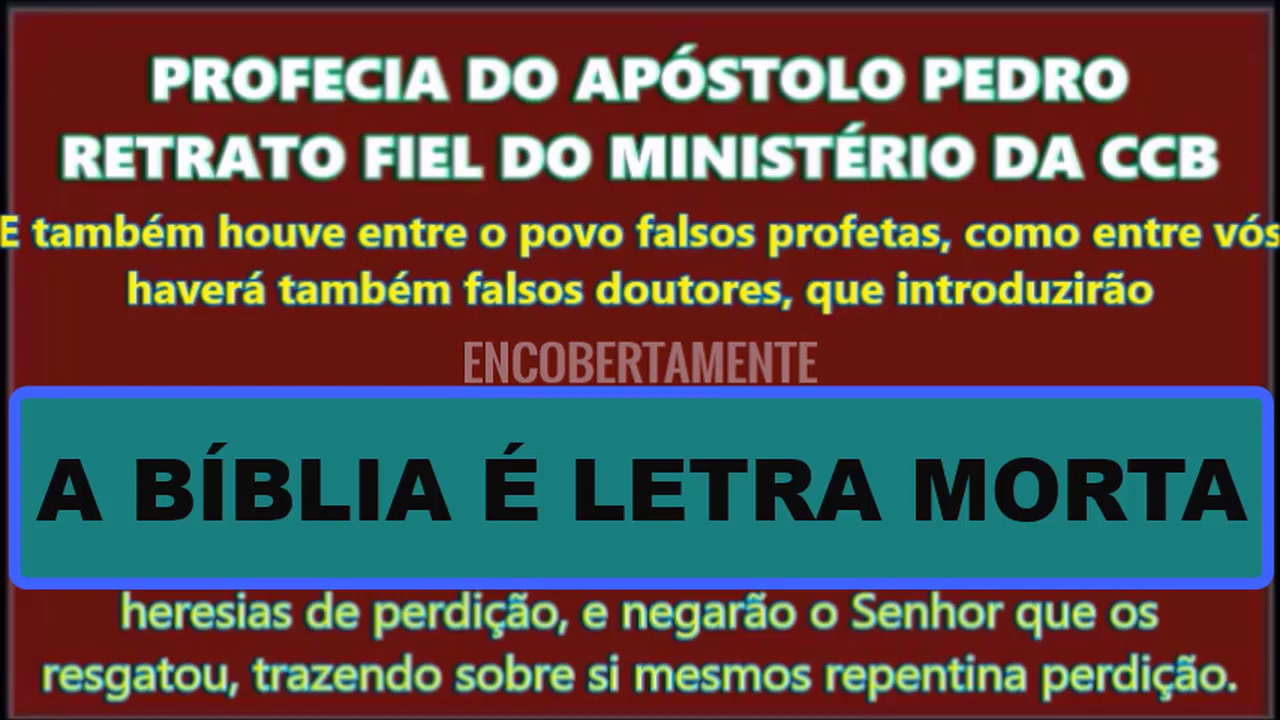 PROFECIA DO APÓSTOLO PEDRO
RETRATO FIEL DO MINISTÉRIO DA CCB
E também houve entre o povo falsos profetas, como entre vós
haverá também falsos doutores, que introduzirão
ENCOBERTAMENTE
A BÍBLIA É LETRA MORTA
heresias de perdição, e negarão o Senhor que os
resgatou, trazendo sobre si mesmos repentina perdição.